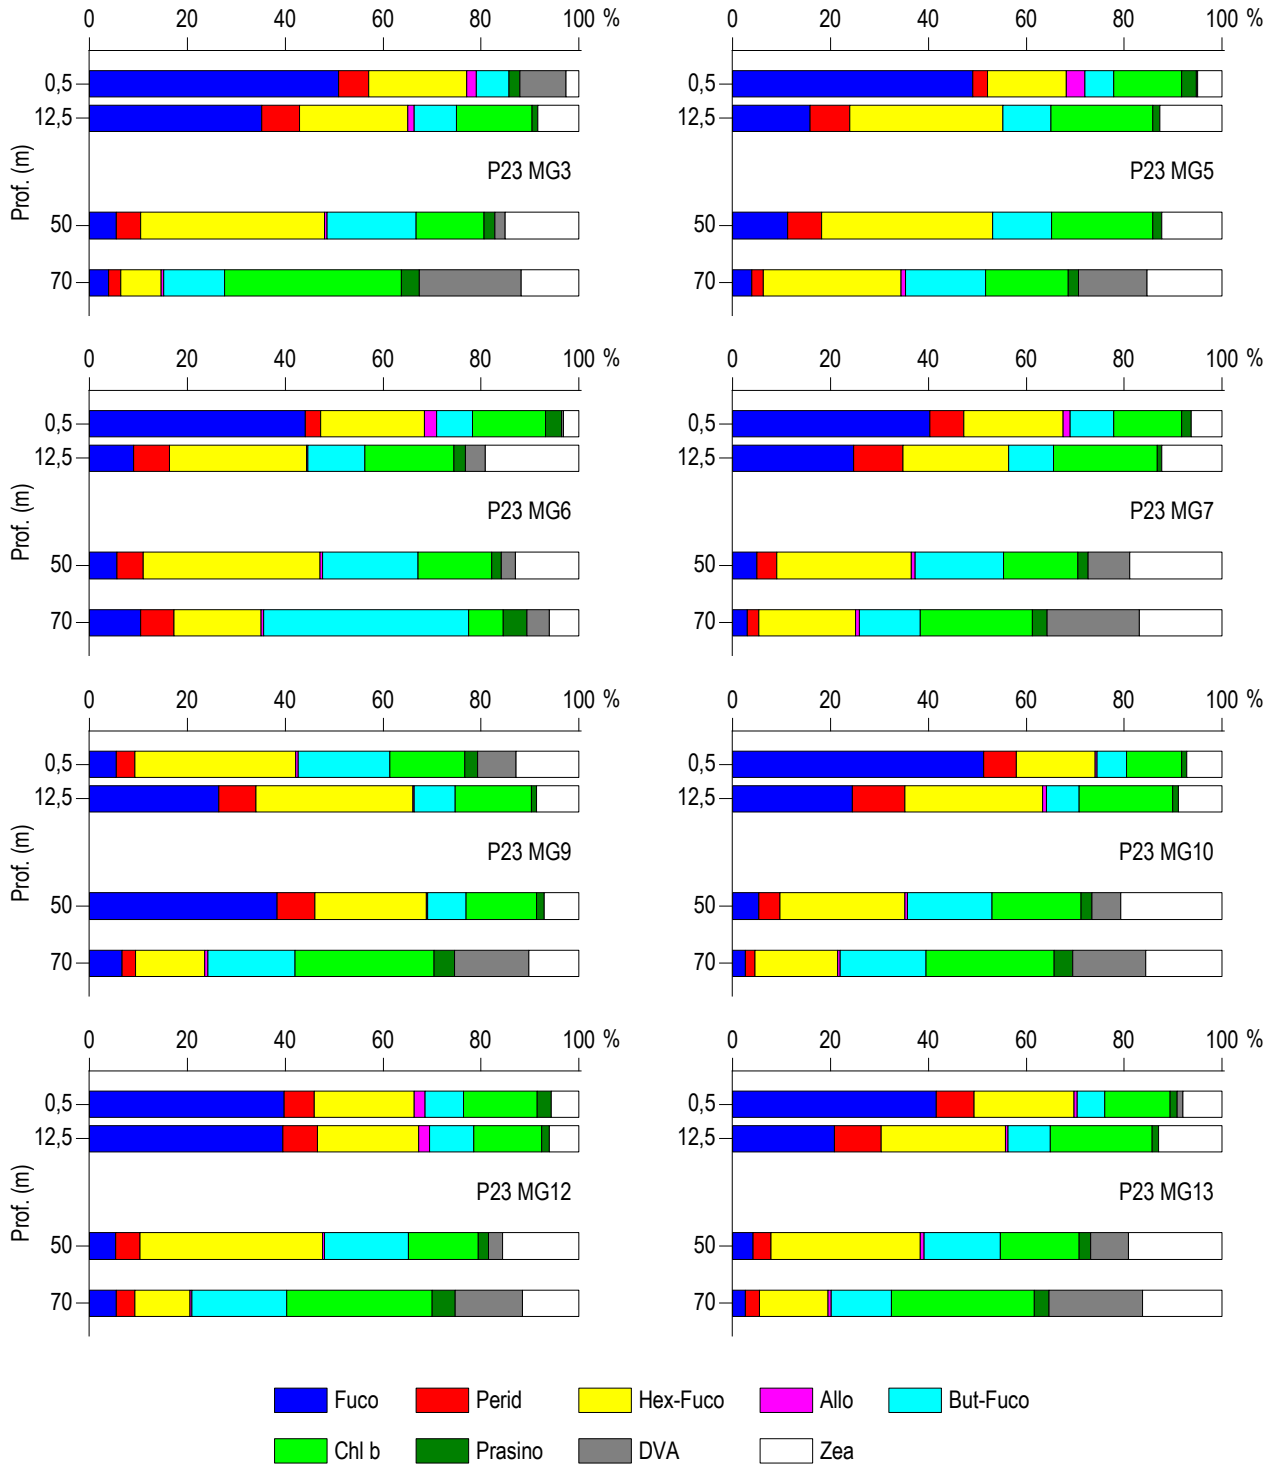 0 20 40 60 80 100 %
0 20 40 60 80 100 %
0,5
12,5
Prof. (m)
P23 MG3
P23 MG5
50
70
0 20 40 60 80 100 %
0 20 40 60 80 100 %
0,5
12,5
Prof. (m)
P23 MG6
P23 MG7
50
70
50
70
0,5
12,5
0,5
12,5
50
70
0 20 40 60 80 100 %
0 20 40 60 80 100 %
0,5
12,5
0,5
12,5
Prof. (m)
P23 MG9
P23 MG10
50
70
50
70
0 20 40 60 80 100 %
0 20 40 60 80 100 %
0,5
12,5
0,5
12,5
Prof. (m)
P23 MG12
P23 MG13
50
70
50
70
Fuco Perid Hex-Fuco Allo But-Fuco
Chl b Prasino DVA Zea